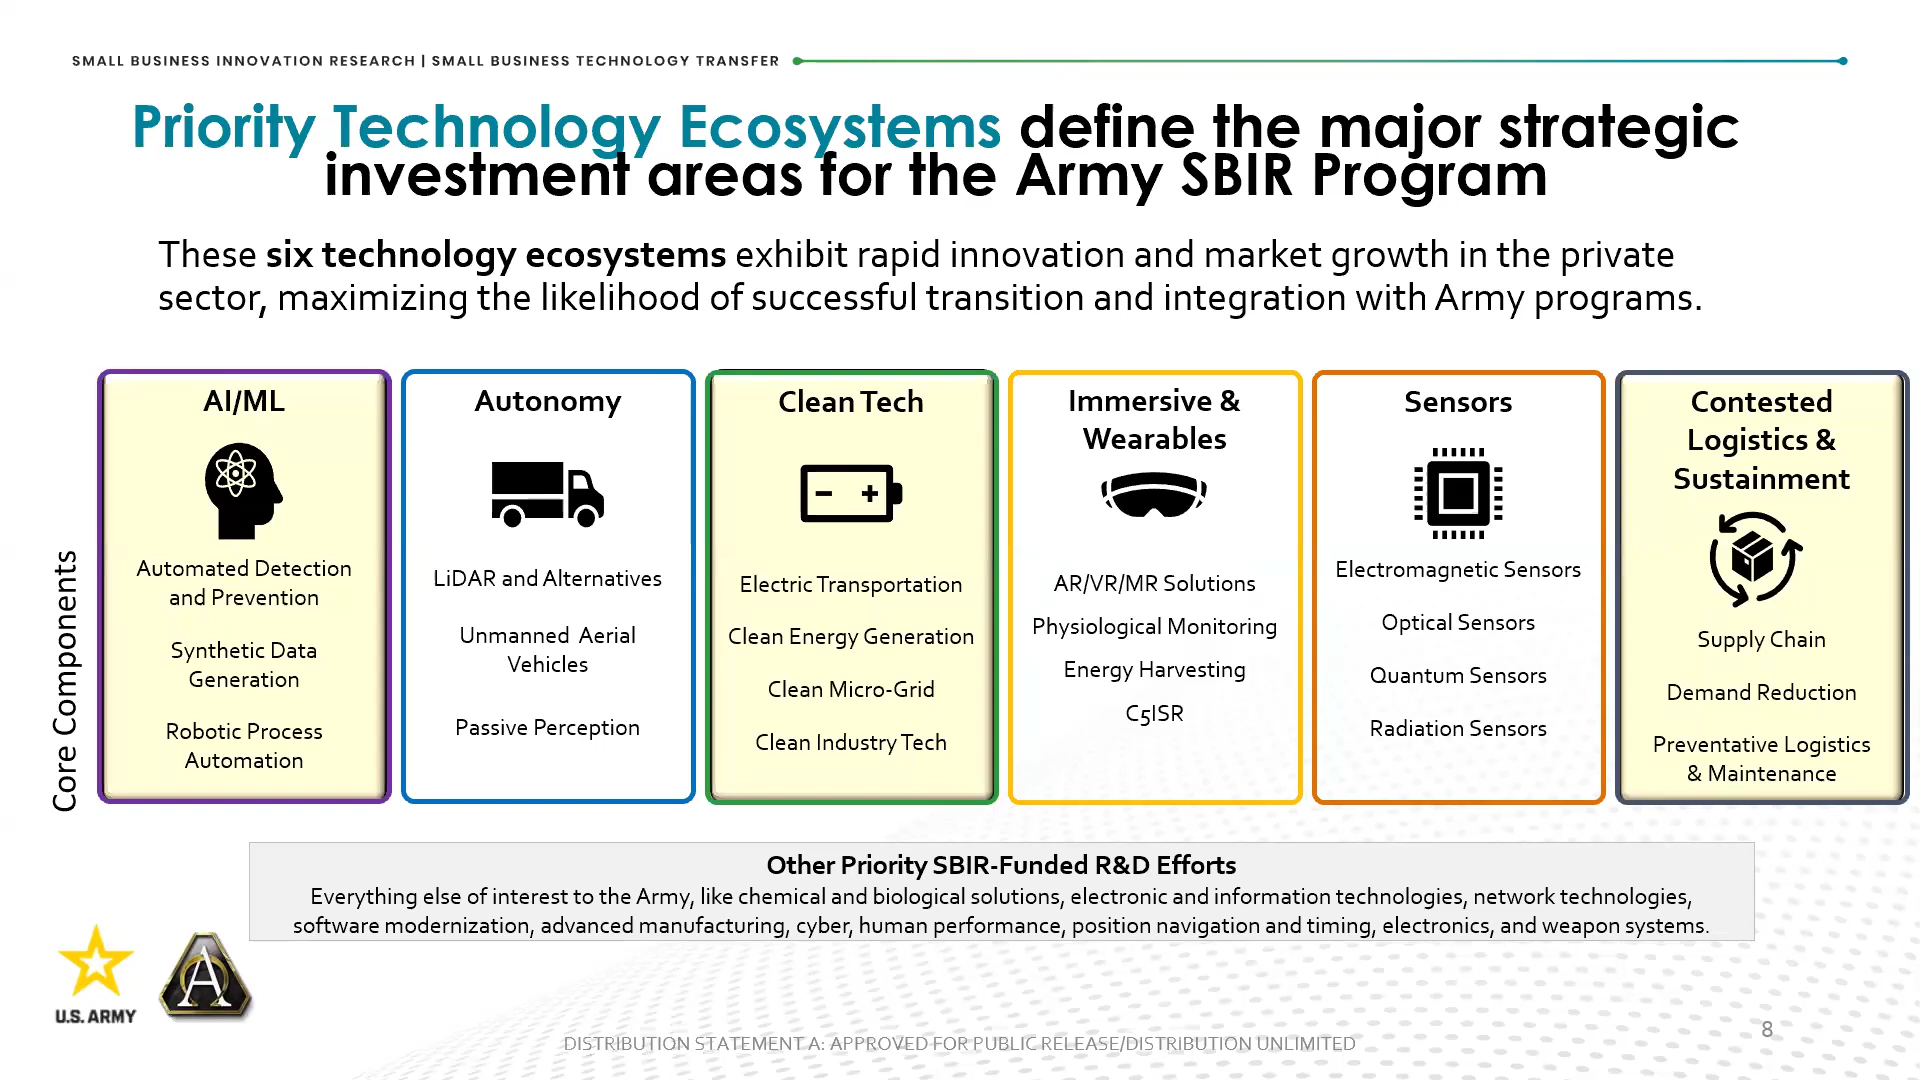 SMALL BUSINESS INNOVATION RESEARCH | SMALL BUSINESS TECHNOLOGY TRANSFER
Priority Technology Ecosystems define the major strategic
investment areas for the Army SBIR Program
These six technology ecosystems exhibit rapid innovation and market growth in the private
sector, maximizing the likelihood of successful transition and integration with Army programs.
Core Components
AI/ML
Automated Detection
and Prevention
Synthetic Data
Generation
Robotic Process
Automation
Autonomy
LiDAR and Alternatives
Unmanned Aerial
Vehicles
Passive Perception
Clean Tech
- +
Electric Transportation
Clean Energy Generation
Clean Micro-Grid
Clean Industry Tech
Immersive &
Wearables
AR/VR/MR Solutions
Physiological Monitoring
Energy Harvesting
C5ISR
Sensors
Electromagnetic Sensors
Optical Sensors
Quantum Sensors
Radiation Sensors
Contested
Logistics &
Sustainment
Supply Chain
Demand Reduction
Preventative Logistics
& Maintenance
Other Priority SBIR-Funded R&D Efforts
Everything else of interest to the Army, like chemical and biological solutions, electronic and information technologies, network technologies,
software modernization, advanced manufacturing, cyber, human performance, position navigation and timing, electronics, and weapon systems.
U.S. ARMY
AΩ
DISTRIBUTION STATEMENT A: APPROVED FOR PUBLIC RELEASE/DISTRIBUTION UNLIMITED
8